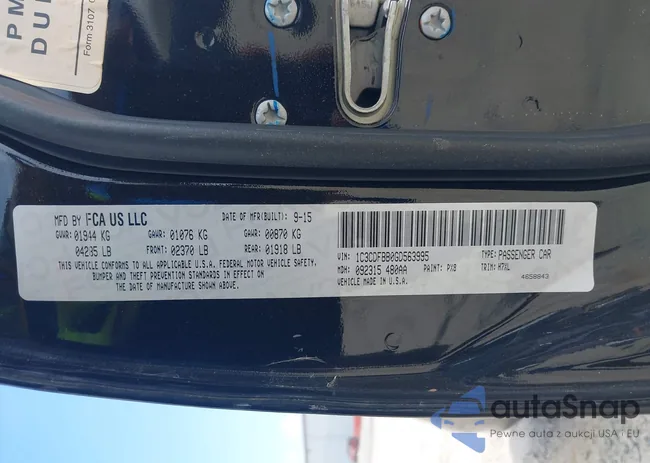 PM
DU
Form 3107
MFD BY FCA US LLC DATE OF MFR(BUILT): 9-15
GVWR: 01944 KG GAWR: 01076 KG GAWR: 00870 KG
04235 LB FRONT: 02370 LB REAR: 01918 LB
THIS VEHICLE CONFORMS TO ALL APPLICABLE U.S.A. FEDERAL MOTOR VEHICLE SAFETY,
BUMPER AND THEFT PREVENTION STANDARDS IN EFFECT ON
THE DATE OF MANUFACTURE SHOWN ABOVE.
VIN: 1C3CDFBB0GD563995 TYPE: PASSENGER CAR
MDH: 092315 480AA PAINT: PX8 TRIM: H7XL
VEHICLE MADE IN U.S.A. 4658643
autoSnap
Pewne auta z aukcji USA i EU